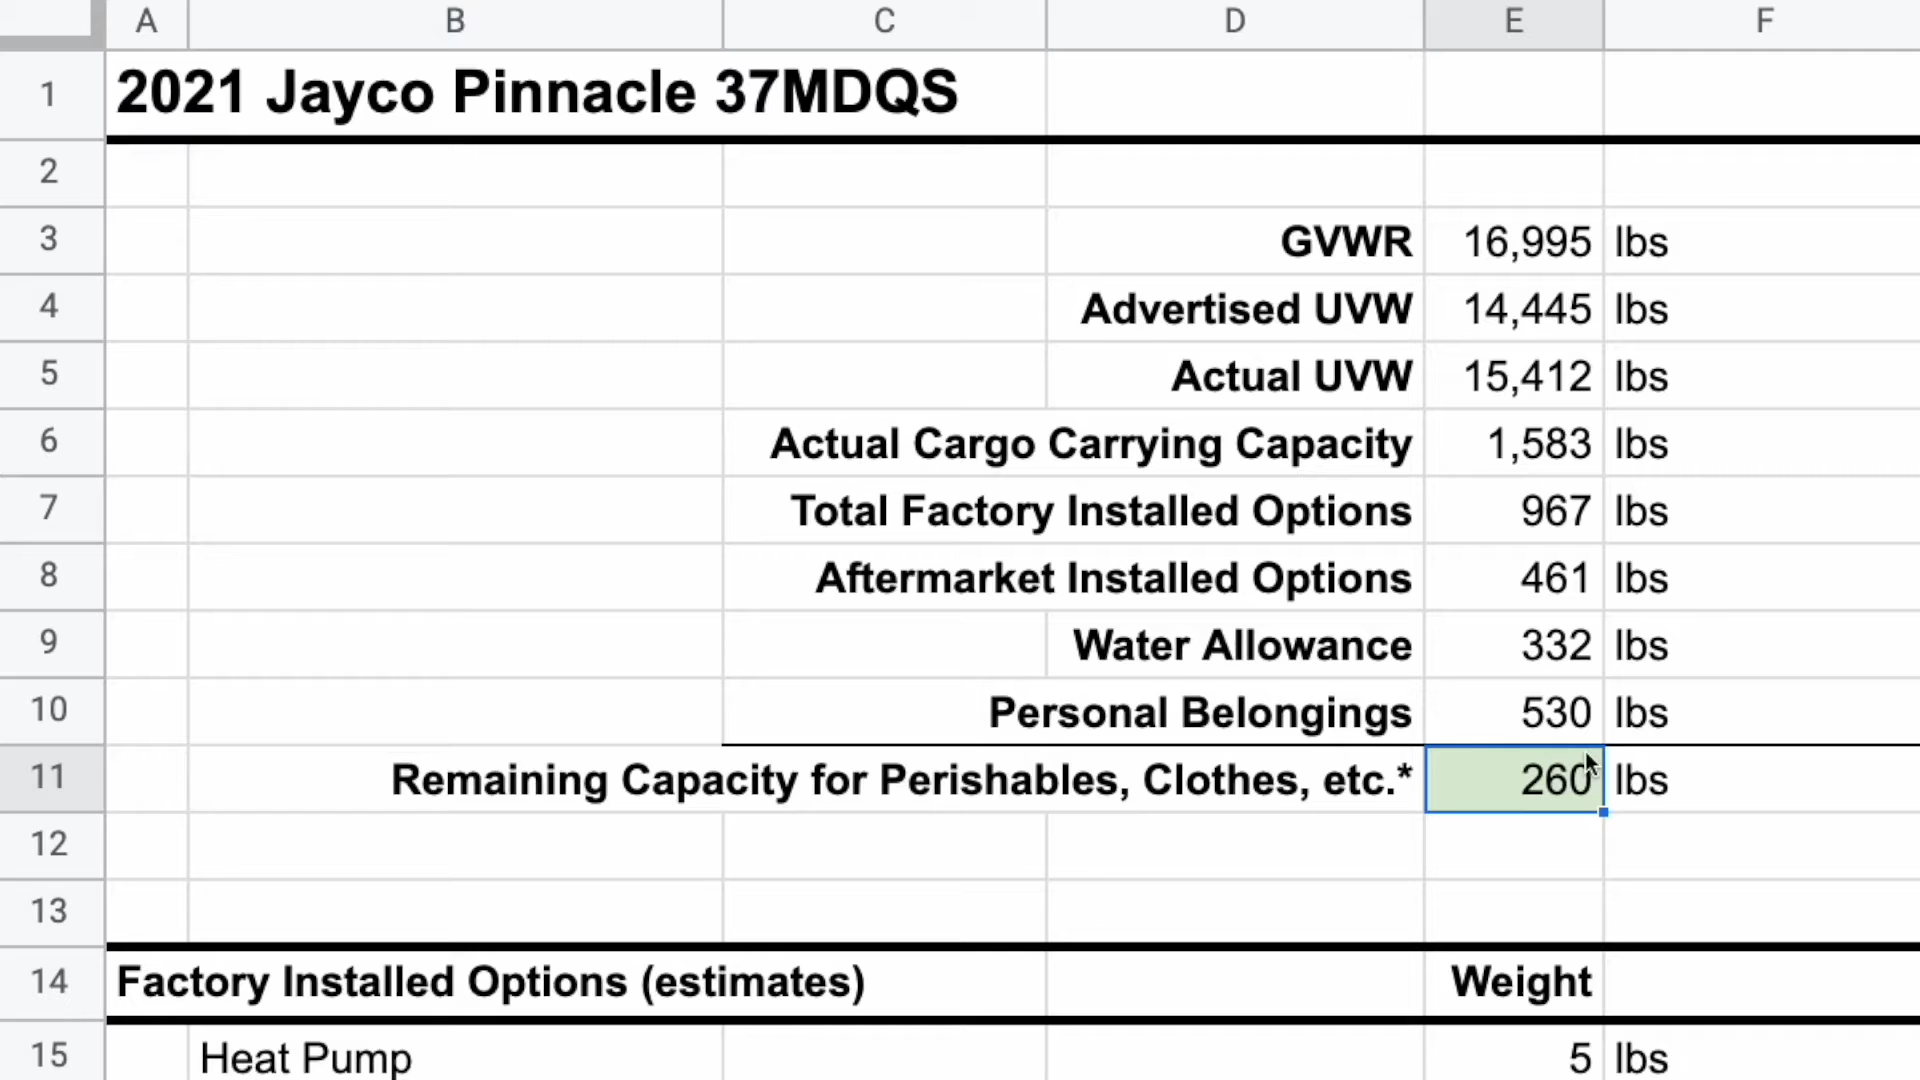 A B C D E F
1 2021 Jayco Pinnacle 37MDQS
2
3 GVWR 16,995 lbs
4 Advertised UVW 14,445 lbs
5 Actual UVW 15,412 lbs
6 Actual Cargo Carrying Capacity 1,583 lbs
7 Total Factory Installed Options 967 lbs
8 Aftermarket Installed Options 461 lbs
9 Water Allowance 332 lbs
10 Personal Belongings 530 lbs
11 Remaining Capacity for Perishables, Clothes, etc.* 260 lbs
12
13
14 Factory Installed Options (estimates) Weight
15 Heat Pump 5 lbs